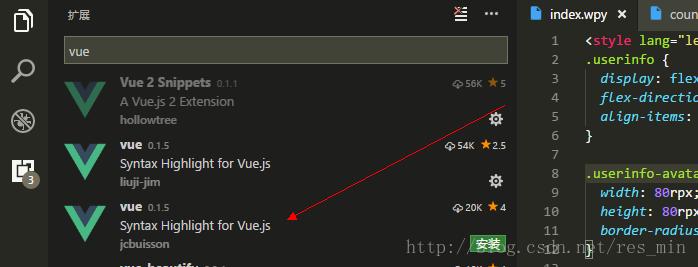 扩展
vue
Vue 2 Snippets 0.1.1 56K 5
A Vue.js 2 Extension
hollowtree
vue 0.1.5 54K 2.5
Syntax Highlight for Vue.js
liuji-jim
vue 0.1.5 20K 4
Syntax Highlight for Vue.js
jcbuisson 安装
3
index.wpy × coun
1 <style lang="le
2 .userinfo {
3 display: flex
4 flex-direction
5 align-items:
6 }
7
8 .userinfo-avata
9 width: 80rpx;
10 height: 80rpx
11 border-radius
12 }
http://blog.csdn.net/res_min